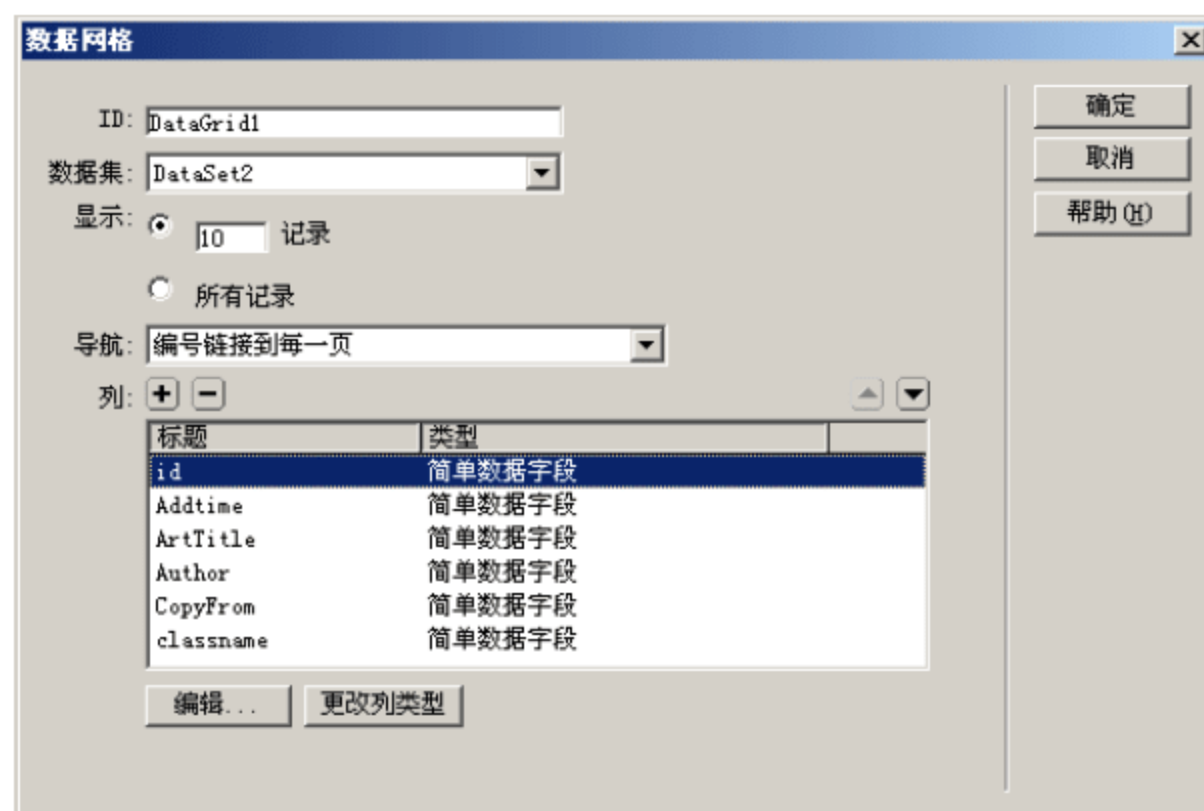 数据网格
ID: DataGrid1
确定
数据集: DataSet2
取消
显示: 10 记录
帮助(H)
所有记录
导航: 编号链接到每一页
列:
标题 类型
id 简单数据字段
Addtime 简单数据字段
ArtTitle 简单数据字段
Author 简单数据字段
CopyFrom 简单数据字段
classname 简单数据字段
编辑... 更改列类型